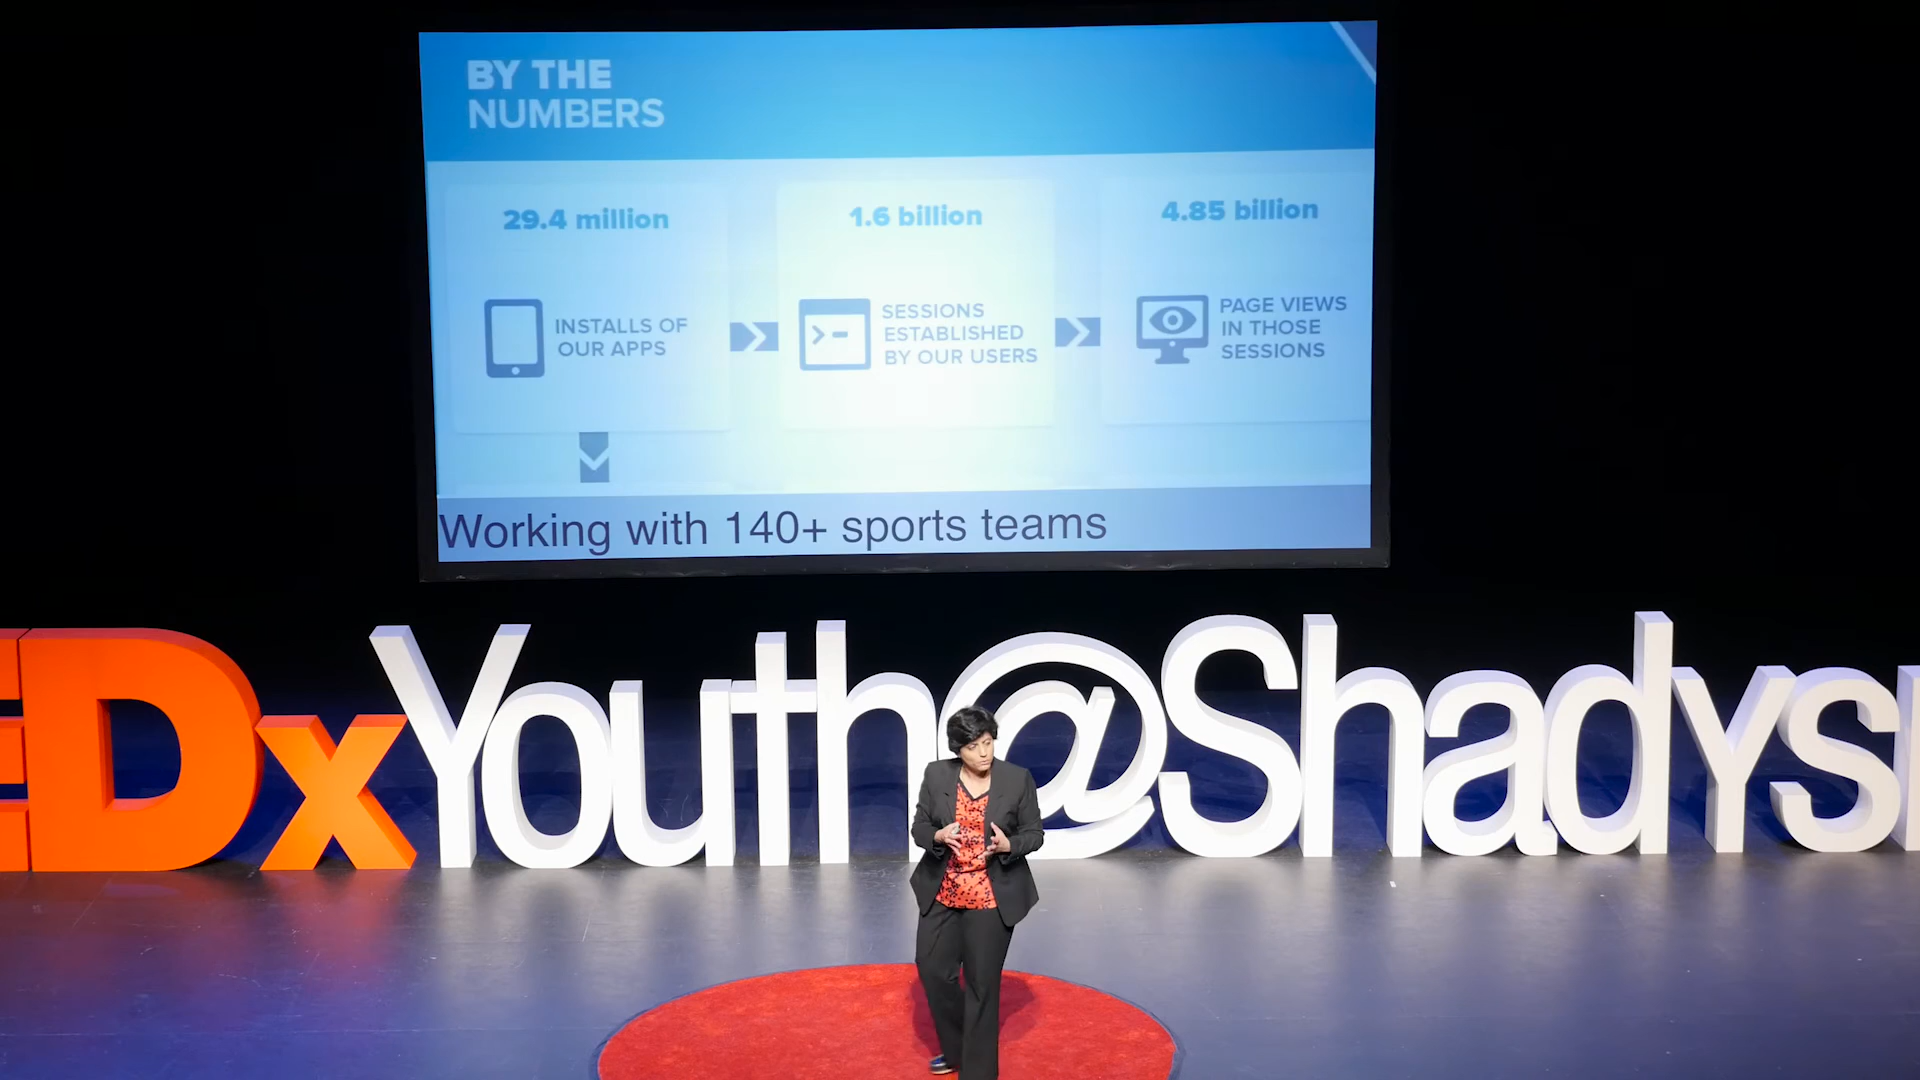 BY THE
NUMBERS
29.4 million
INSTALLS OF
OUR APPS
1.6 billion
SESSIONS
ESTABLISHED
BY OUR USERS
4.85 billion
PAGE VIEWS
IN THOSE
SESSIONS
Working with 140+ sports teams
EDxYouth@Shadys